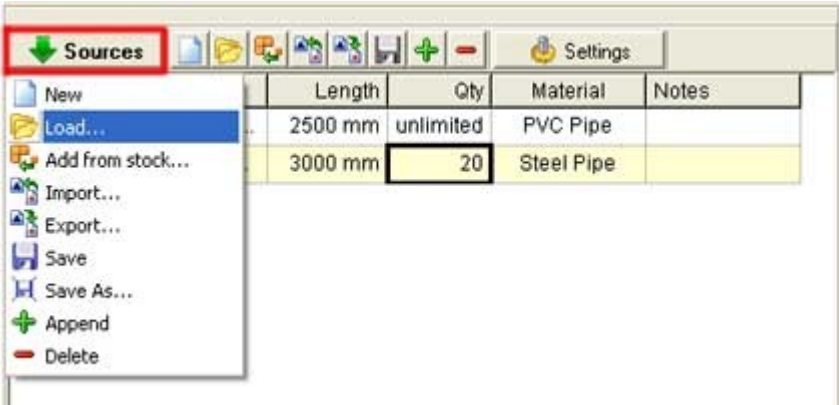 Sources Settings
New Length Qty Material Notes
Load... 2500 mm unlimited PVC Pipe
Add from stock... 3000 mm 20 Steel Pipe
Import...
Export...
Save
Save As...
Append
Delete